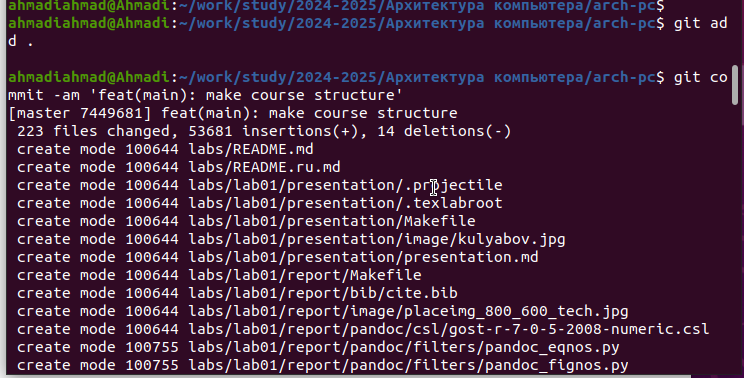 ahmadiahmad@Ahmadi:~/work/study/2024-2025/Архитектура компьютера/arch-pc$
ahmadiahmad@Ahmadi:~/work/study/2024-2025/Архитектура компьютера/arch-pc$ git ad
d .
ahmadiahmad@Ahmadi:~/work/study/2024-2025/Архитектура компьютера/arch-pc$ git co
mmit -am 'feat(main): make course structure'
[master 7449681] feat(main): make course structure
 223 files changed, 53681 insertions(+), 14 deletions(-)
 create mode 100644 labs/README.md
 create mode 100644 labs/README.ru.md
 create mode 100644 labs/lab01/presentation/.projectile
 create mode 100644 labs/lab01/presentation/.texlabroot
 create mode 100644 labs/lab01/presentation/Makefile
 create mode 100644 labs/lab01/presentation/image/kulyabov.jpg
 create mode 100644 labs/lab01/presentation/presentation.md
 create mode 100644 labs/lab01/report/Makefile
 create mode 100644 labs/lab01/report/bib/cite.bib
 create mode 100644 labs/lab01/report/image/placeimg_800_600_tech.jpg
 create mode 100644 labs/lab01/report/pandoc/csl/gost-r-7-0-5-2008-numeric.csl
 create mode 100755 labs/lab01/report/pandoc/filters/pandoc_eqnos.py
 create mode 100755 labs/lab01/report/pandoc/filters/pandoc_fignos.py